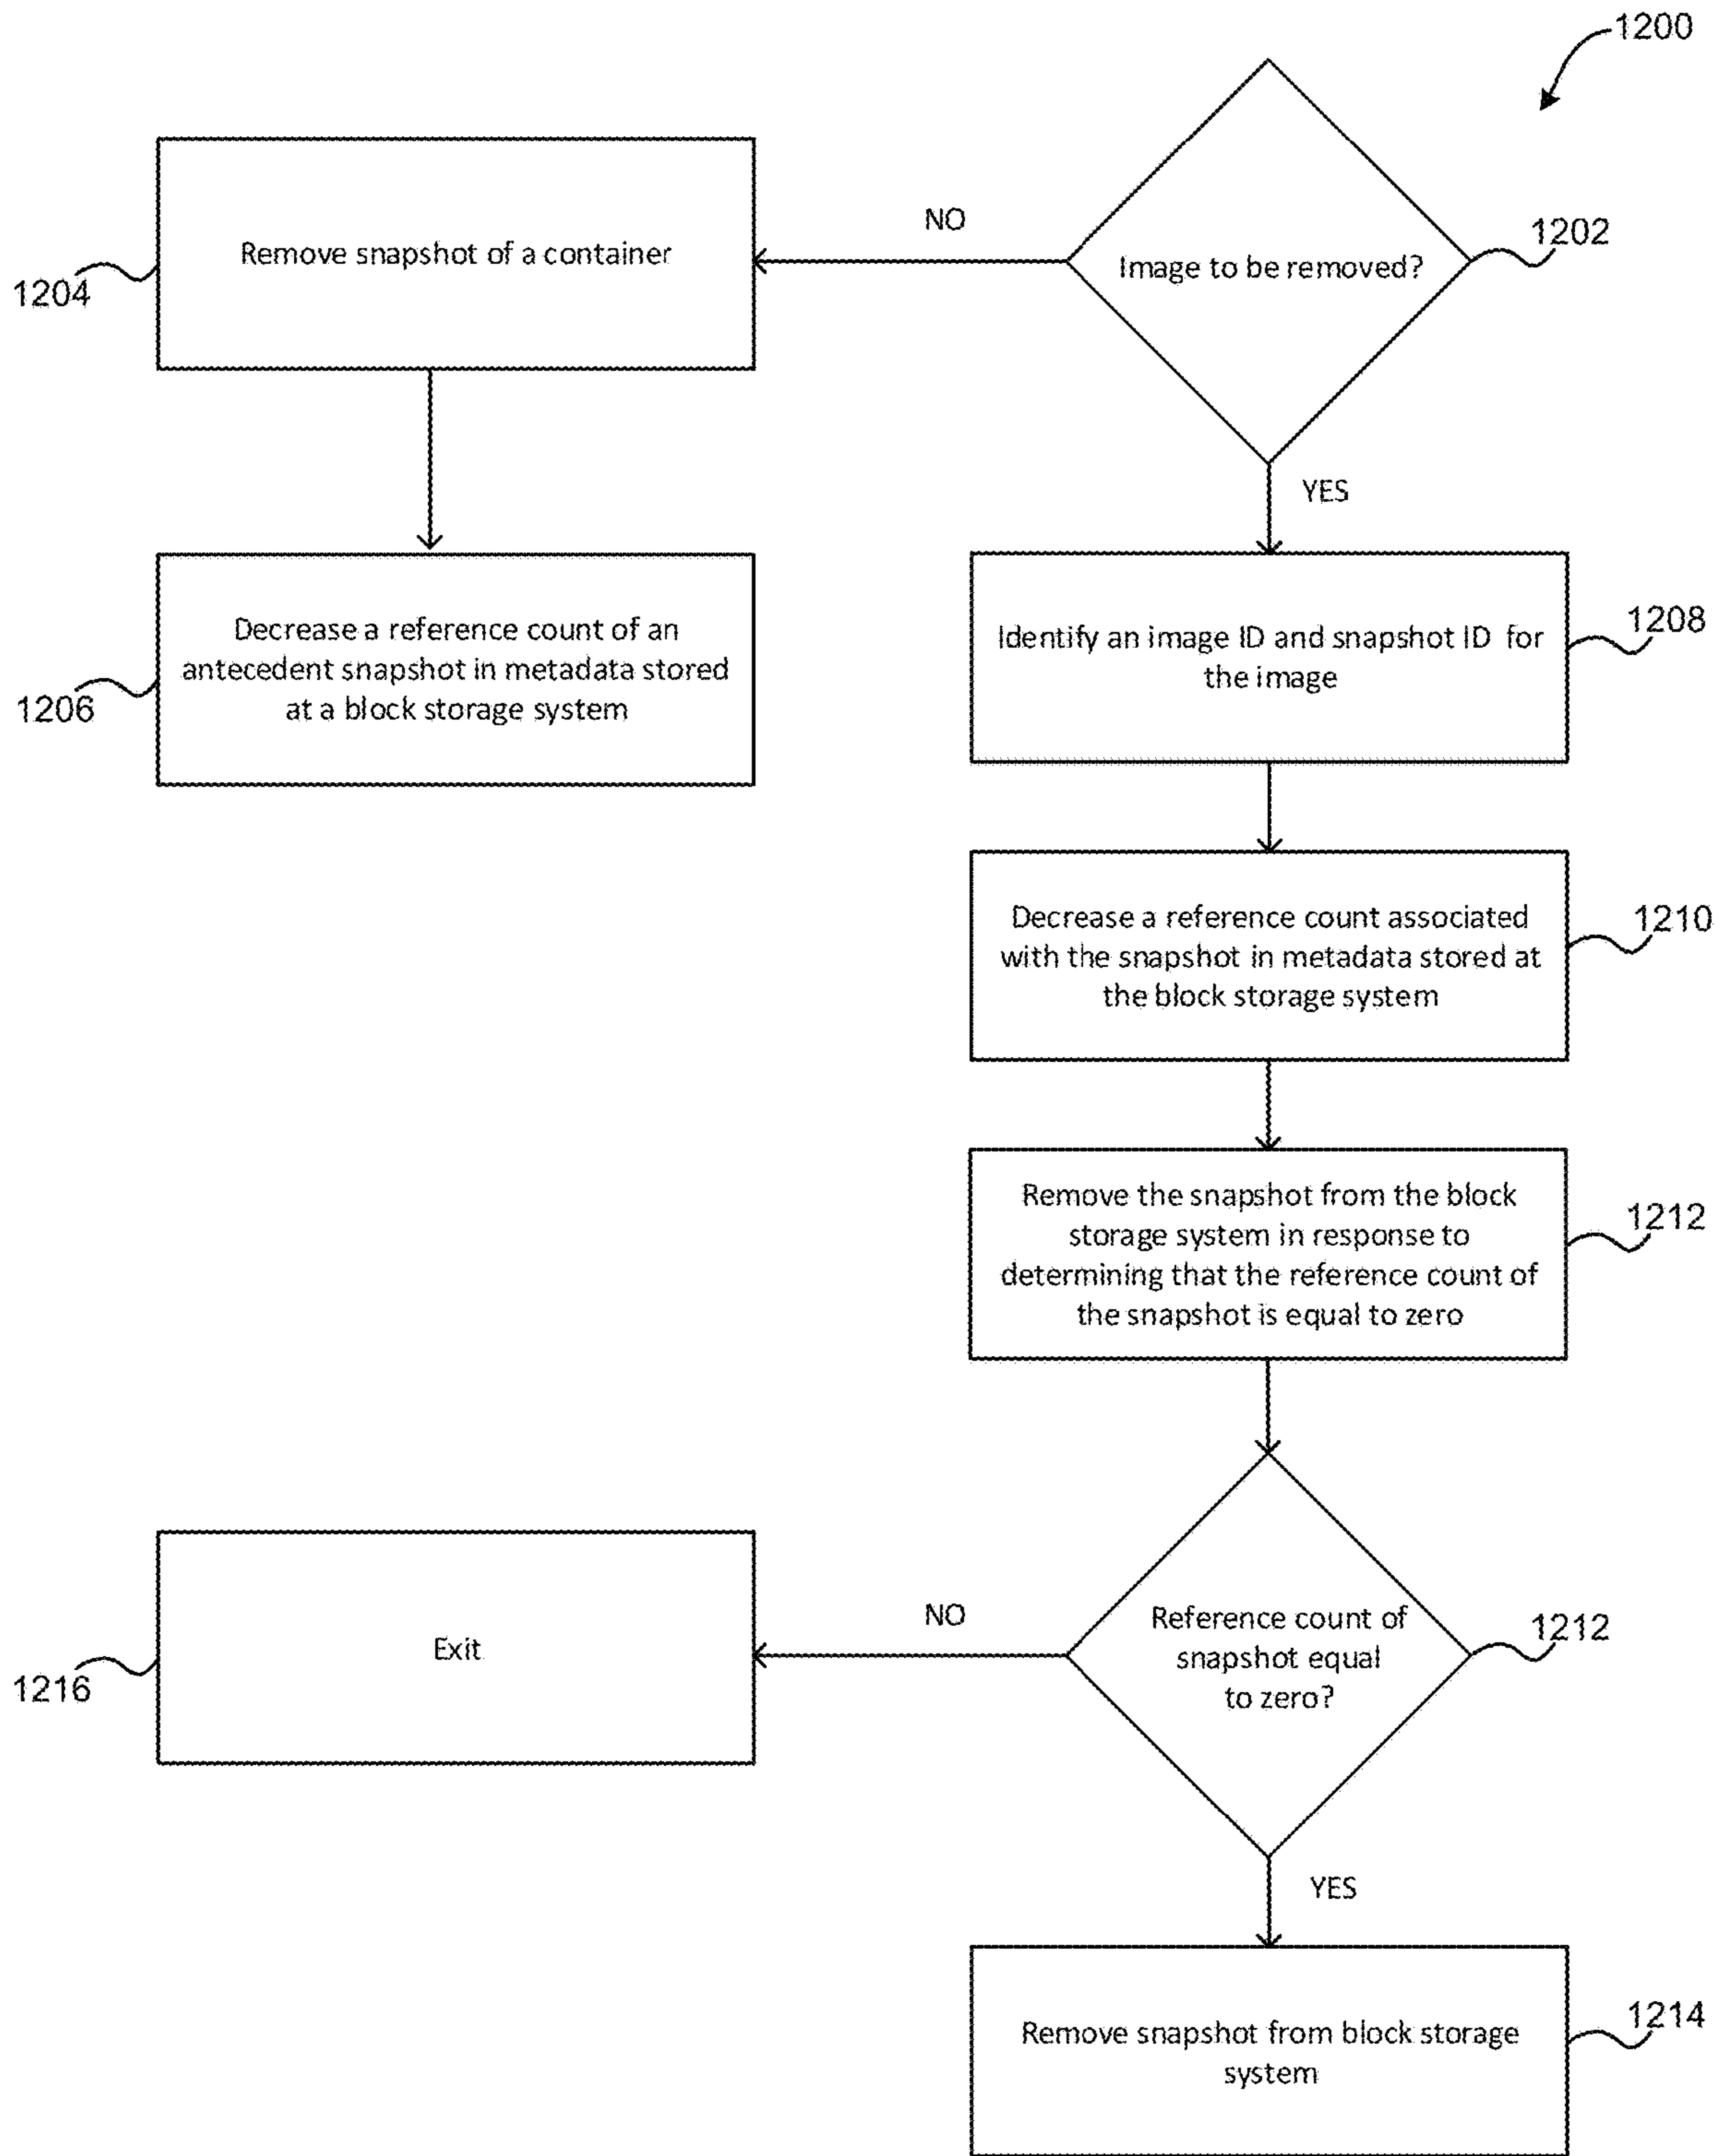 1200
NO
1202
Remove snapshot of a container
Image to be removed?
1204
YES
Decrease a reference count of an
antecedent snapshot in metadata stored
at a block storage system
1206
Identify an image ID and snapshot ID for
the image
1208
Decrease a reference count associated
with the snapshot in metadata stored at
the block storage system
1210
Remove the snapshot from the block
storage system in response to
determining that the reference count of
the snapshot is equal to zero
1212
NO
Reference count of
snapshot equal
to zero?
1212
Exit
1216
YES
Remove snapshot from block storage
system
1214